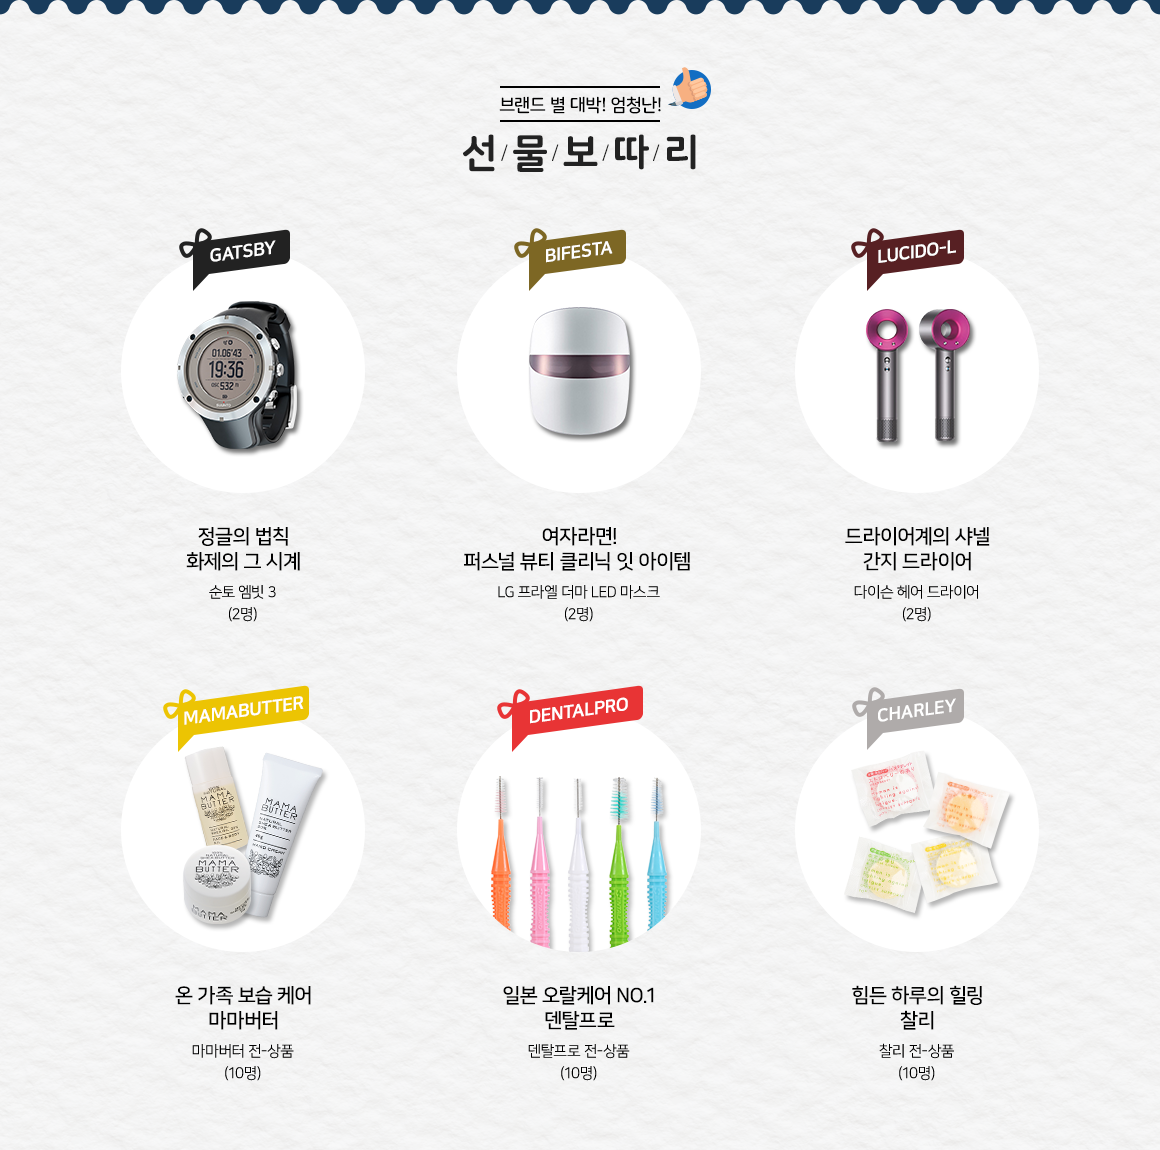 브랜드 별 대박! 엄청난!
선/물/보/따/리
GATSBY
BIFESTA
LUCIDO-L
01.06'43
19:36
532
정글의 법칙
화제의 그 시계
순토 엠빗 3
(2명)
여자라면!
퍼스널 뷰티 클리닉 잇 아이템
LG 프라엘 더마 LED 마스크
(2명)
드라이어계의 샤넬
간지 드라이어
다이슨 헤어 드라이어
(2명)
MAMABUTTER
DENTALPRO
CHARLEY
MAMA
BUTTER
MAMA
BUTTER
NATURAL
SHEA BUTTER
HAND CREAM
MAMA
BUTTER
MAMA
BUTTER
온 가족 보습 케어
마마버터
마마버터 전-상품
(10명)
일본 오랄케어 NO.1
덴탈프로
덴탈프로 전-상품
(10명)
힘든 하루의 힐링
찰리
찰리 전-상품
(10명)